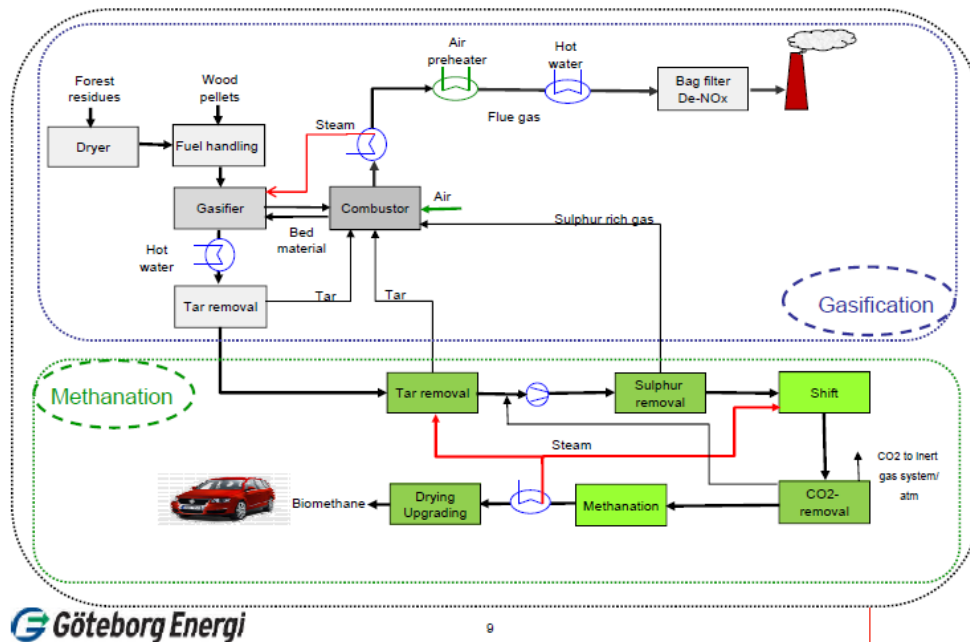 Air
preheater
Hot
water
Forest
residues
Wood
pellets
Bag filter
De-NOx
Flue gas
Steam
Dryer
Fuel handling
Gasifier
Combustor
Air
Bed
material
Sulphur rich gas
Hot
water
Tar removal
Tar
Tar
Gasification
Methanation
Tar removal
Sulphur
removal
Shift
Steam
CO2 to inert
gas system/
atm
Biomethane
Drying
Upgrading
Methanation
CO2-
removal
Göteborg Energi
9